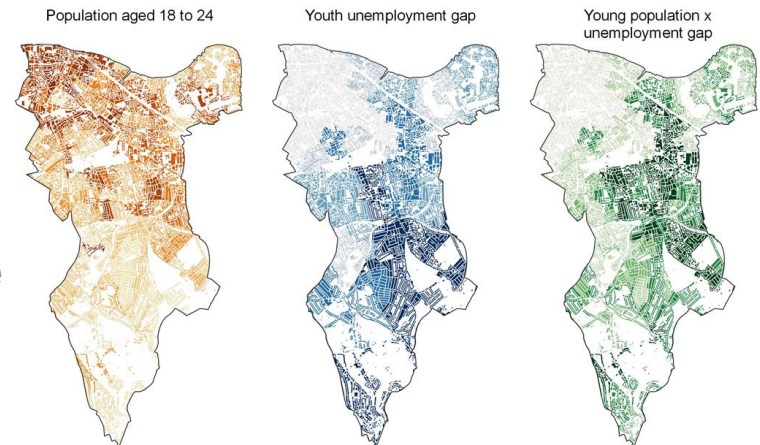 Population aged 18 to 24
Youth unemployment gap
Young population x
unemployment gap